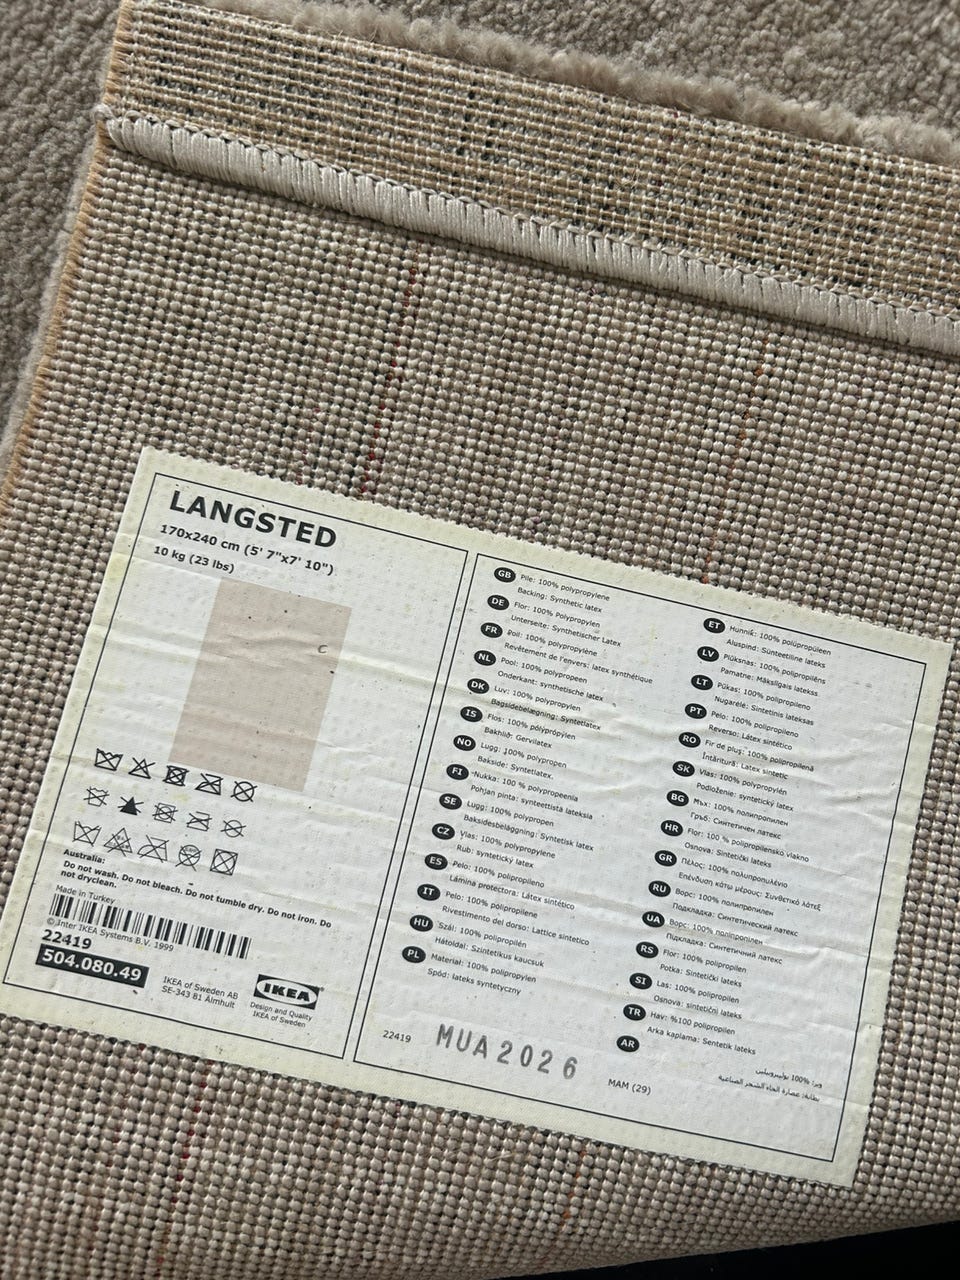 LANGSTED
170x240 cm (5' 7"x7' 10")
10 kg (23 lbs)
C
Australia:
Do not wash. Do not bleach. Do not tumble dry. Do not iron. Do
not dryclean.
Made in Turkey
© Inter IKEA Systems B.V. 1999
22419
504.080.49
IKEA of Sweden AB
SE-343 81 Älmhult
IKEA
Design and Quality
IKEA of Sweden
GB Pile: 100% polypropylene
Backing: Synthetic latex
DE Flor: 100% Polypropylen
Unterseite: Synthetischer Latex
FR Poil: 100% polypropylène
Revêtement de l'envers: latex synthétique
NL Pool: 100% polypropeen
Onderkant: synthetische latex
DK Luv: 100% polypropylen
Bagsidebelægning: Syntetlatex
IS Flos: 100% pólýprópýlen
Bakhlið: Gervilatex
NO Lugg: 100% polypropen
Bakside: Syntetlatex.
FI Nukka: 100 % polypropeenia
Pohjan pinta: synteettistä lateksia
SE Lugg: 100% polypropen
Baksidesbeläggning: Syntetisk latex
CZ Vlas: 100% polypropylene
Rub: syntetický latex
ES Pelo: 100% polipropileno
Lámina protectora: Látex sintético
IT Pelo: 100% polipropilene
Rivestimento del dorso: Lattice sintetico
HU Szál: 100% polipropilén
Hátoldal: Szintetikus kaucsuk
PL Materiał: 100% polipropylen
Spód: lateks syntetyczny
22419
MUA2026
ET Hunnik: 100% polüpropüleen
Aluspind: Sünteetiline lateks
LV Plūksnas: 100% polipropilēns
Pamatne: Mākslīgais latekss
LT Pūkas: 100% polipropileno
Nugarėlė: Sintetinis lateksas
PT Pelo: 100% polipropileno
Reverso: Látex sintético
RO Fir de pluş: 100% polipropilenă
Întăritură: Latex sintetic
SK Vlas: 100% polypropylén
Podloženie: syntetický latex
BG Мъх: 100% полипропилен
Гръб: Синтетичен латекс
HR Flor: 100% polipropilensko vlakno
Osnova: Sintetički lateks
GR Πέλος: 100% πολυπροπυλένιο
Επένδυση κάτω μέρους: Συνθετικό λάτεξ
RU Ворс: 100% полипропилен
Подкладка: Синтетический латекс
UA Ворс: 100% поліпропілен
Підкладка: Синтетичний латекс
RS Flor: 100% polipropilen
Potka: Sintetički lateks
SI Las: 100% polipropilen
Osnova: sintetični lateks
TR Hav: %100 polipropilen
Arka kaplama: Sentetik lateks
AR
وبر: 100% بوليبروبيلين
بطانة: عصارة لحاء الشجر الصناعية
MAM (29)